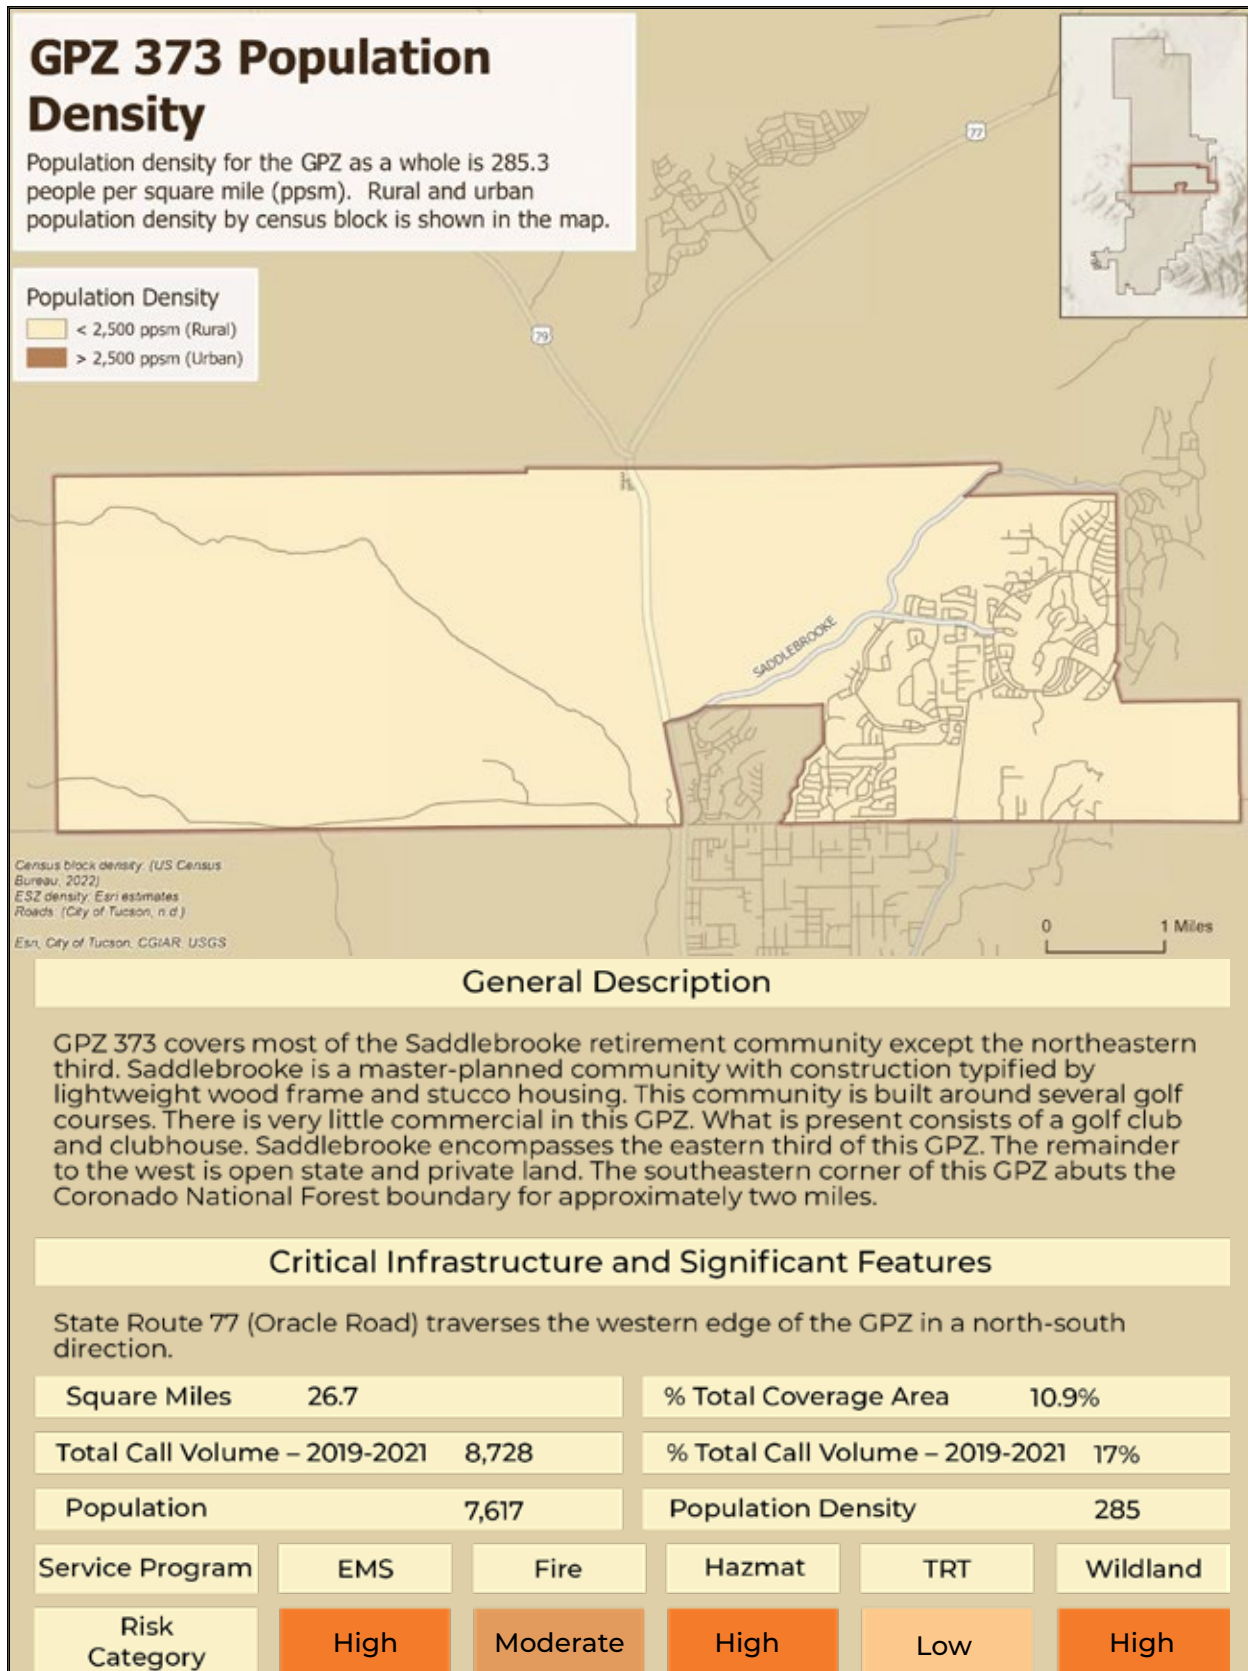 GPZ 373 Population
Density
Population density for the GPZ as a whole is 285.3
people per square mile (ppsm). Rural and urban
population density by census block is shown in the map.
77
Population Density
< 2,500 ppsm (Rural)
> 2,500 ppsm (Urban)
79
SADDLEBROOKE
Census block density: (US Census
Bureau, 2022)
ESZ density: Esri estimates
Roads: (City of Tucson, n.d.)
Esri, City of Tucson, CGIAR, USGS
0 1 Miles
General Description
GPZ 373 covers most of the Saddlebrooke retirement community except the northeastern
third. Saddlebrooke is a master-planned community with construction typified by
lightweight wood frame and stucco housing. This community is built around several golf
courses. There is very little commercial in this GPZ. What is present consists of a golf club
and clubhouse. Saddlebrooke encompasses the eastern third of this GPZ. The remainder
to the west is open state and private land. The southeastern corner of this GPZ abuts the
Coronado National Forest boundary for approximately two miles.
Critical Infrastructure and Significant Features
State Route 77 (Oracle Road) traverses the western edge of the GPZ in a north-south
direction.
Square Miles 26.7 % Total Coverage Area 10.9%
Total Call Volume – 2019-2021 8,728 % Total Call Volume – 2019-2021 17%
Population 7,617 Population Density 285
Service Program EMS Fire Hazmat TRT Wildland
Risk
Category High Moderate High Low High